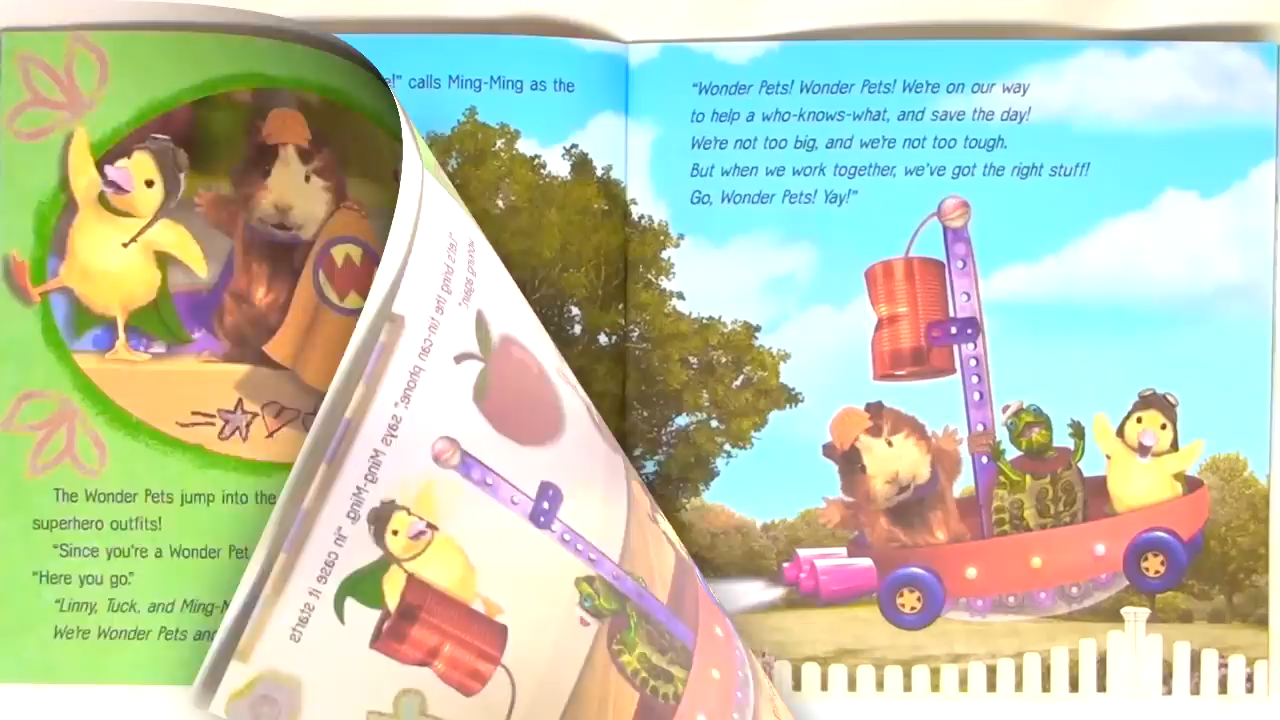 The Wonder Pets jump into the
superhero outfits!
"Since you're a Wonder Pet
"Here you go."
"Linny, Tuck, and Ming-M
We're Wonder Pets and
W
"Let's bring the tin-can phone," says Ming-Ming, "in case it starts
ringing again."
" calls Ming-Ming as the
"Wonder Pets! Wonder Pets! We're on our way
to help a who-knows-what, and save the day!
We're not too big, and we're not too tough.
But when we work together, we've got the right stuff!
Go, Wonder Pets! Yay!"